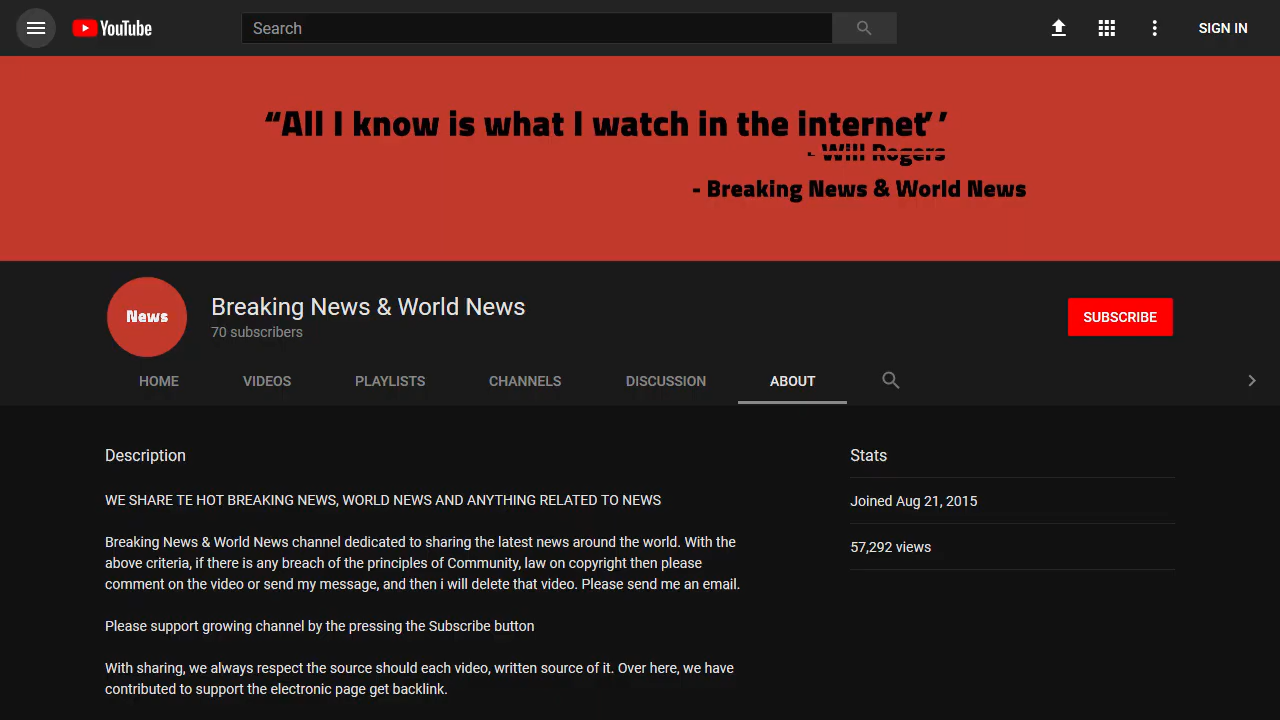 YouTube
Search
SIGN IN
“All I know is what I watch in the internet’’
- Will Rogers
- Breaking News & World News
News
Breaking News & World News
70 subscribers
SUBSCRIBE
HOME VIDEOS PLAYLISTS CHANNELS DISCUSSION ABOUT
Description
WE SHARE TE HOT BREAKING NEWS, WORLD NEWS AND ANYTHING RELATED TO NEWS
Breaking News & World News channel dedicated to sharing the latest news around the world. With the
above criteria, if there is any breach of the principles of Community, law on copyright then please
comment on the video or send my message, and then i will delete that video. Please send me an email.
Please support growing channel by the pressing the Subscribe button
With sharing, we always respect the source should each video, written source of it. Over here, we have
contributed to support the electronic page get backlink.
Stats
Joined Aug 21, 2015
57,292 views